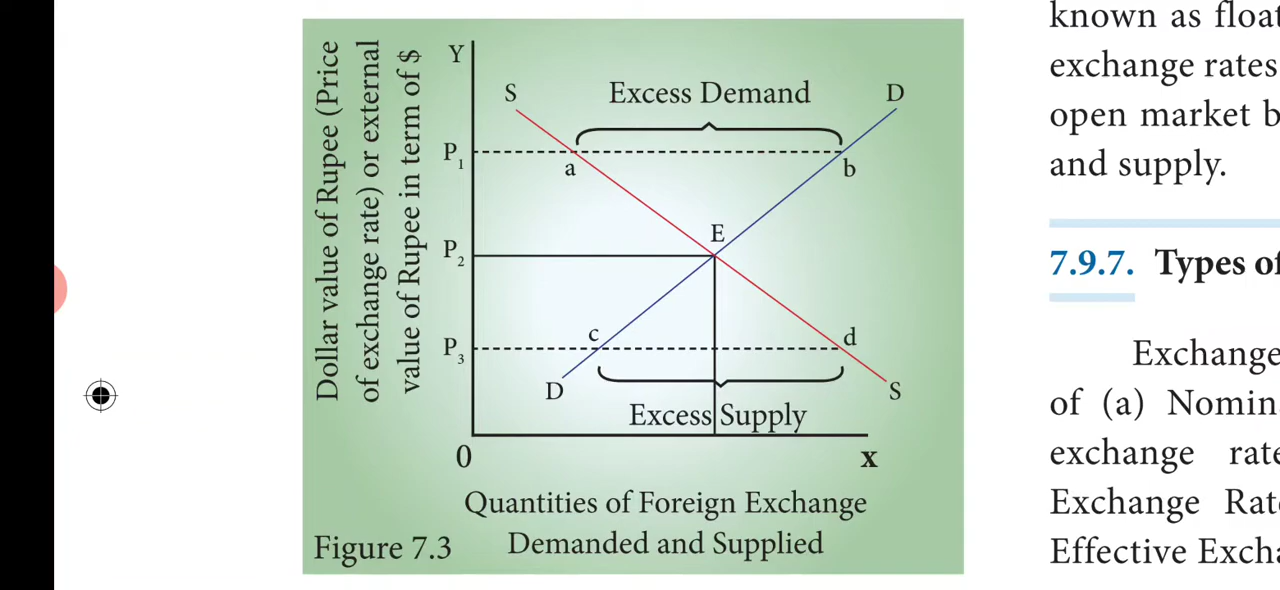 Dollar value of Rupee (Price
of exchange rate) or external
value of Rupee in term of $
Y
S
Excess Demand
D
P1
a
b
E
P2
c
d
P3
D
S
Excess Supply
0
x
Quantities of Foreign Exchange
Demanded and Supplied
Figure 7.3
known as float
exchange rates
open market b
and supply.
7.9.7. Types of
Exchange
of (a) Nomin
exchange rate
Exchange Rat
Effective Excha